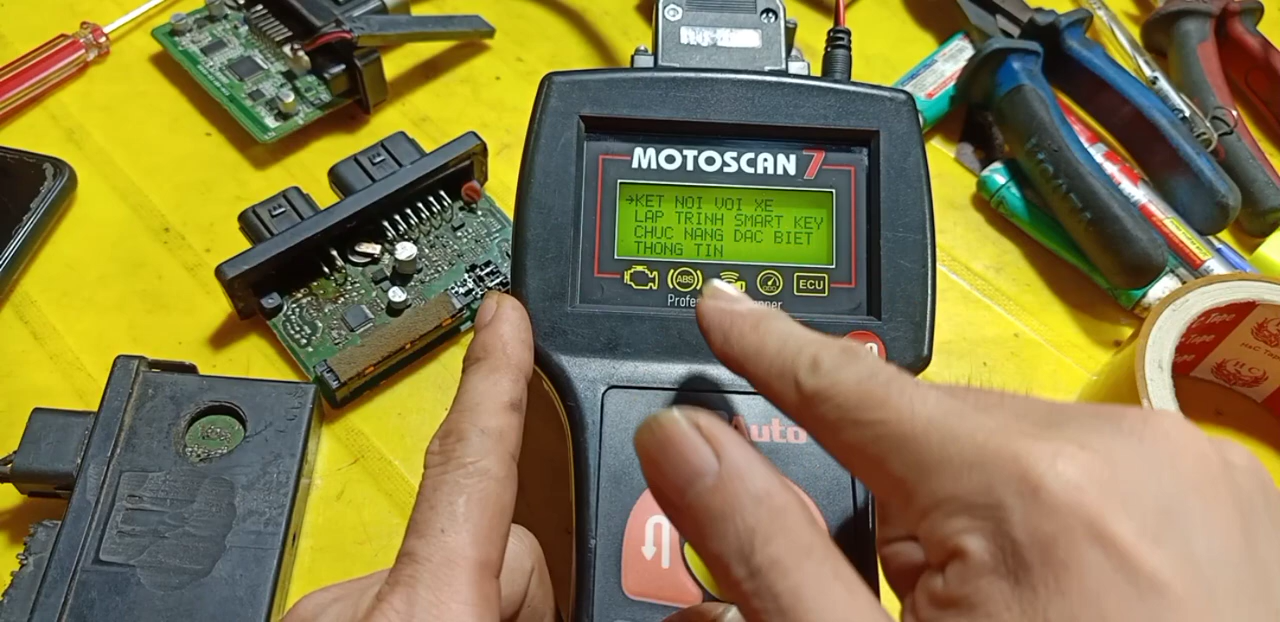 MOTOSCAN 7
→KET NOI VOI XE
LAP TRINH SMART KEY
CHUC NANG DAC BIET
THONG TIN
ABS
ECU
Auto